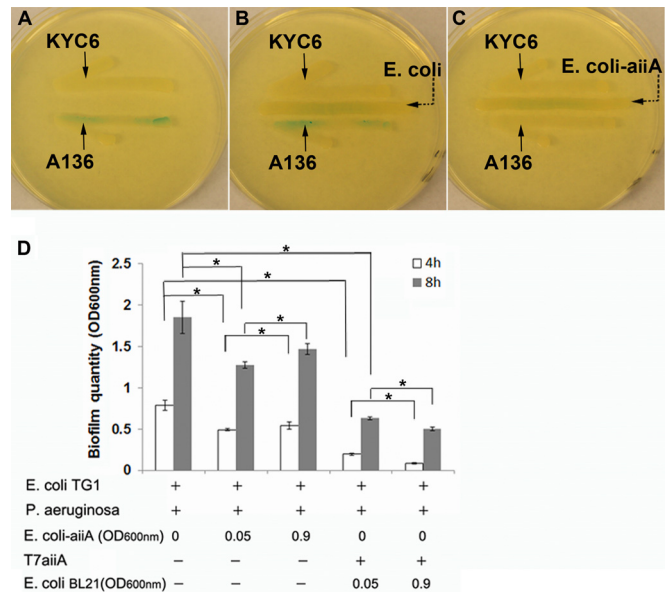 A
B
C
KYC6
KYC6
KYC6
E. coli
E. coli-aiiA
A136
A136
A136
D
Biofilm quantity (OD600nm)
2.5
2
1.5
1
0.5
0
4h
8h
*
*
*
*
*
*
*
*
E. coli TG1 + + + + +
P. aeruginosa + + + + +
E. coli-aiiA (OD600nm) 0 0.05 0.9 0 0
T7aiiA − − − + +
E. coli BL21(OD600nm) − − − 0.05 0.9